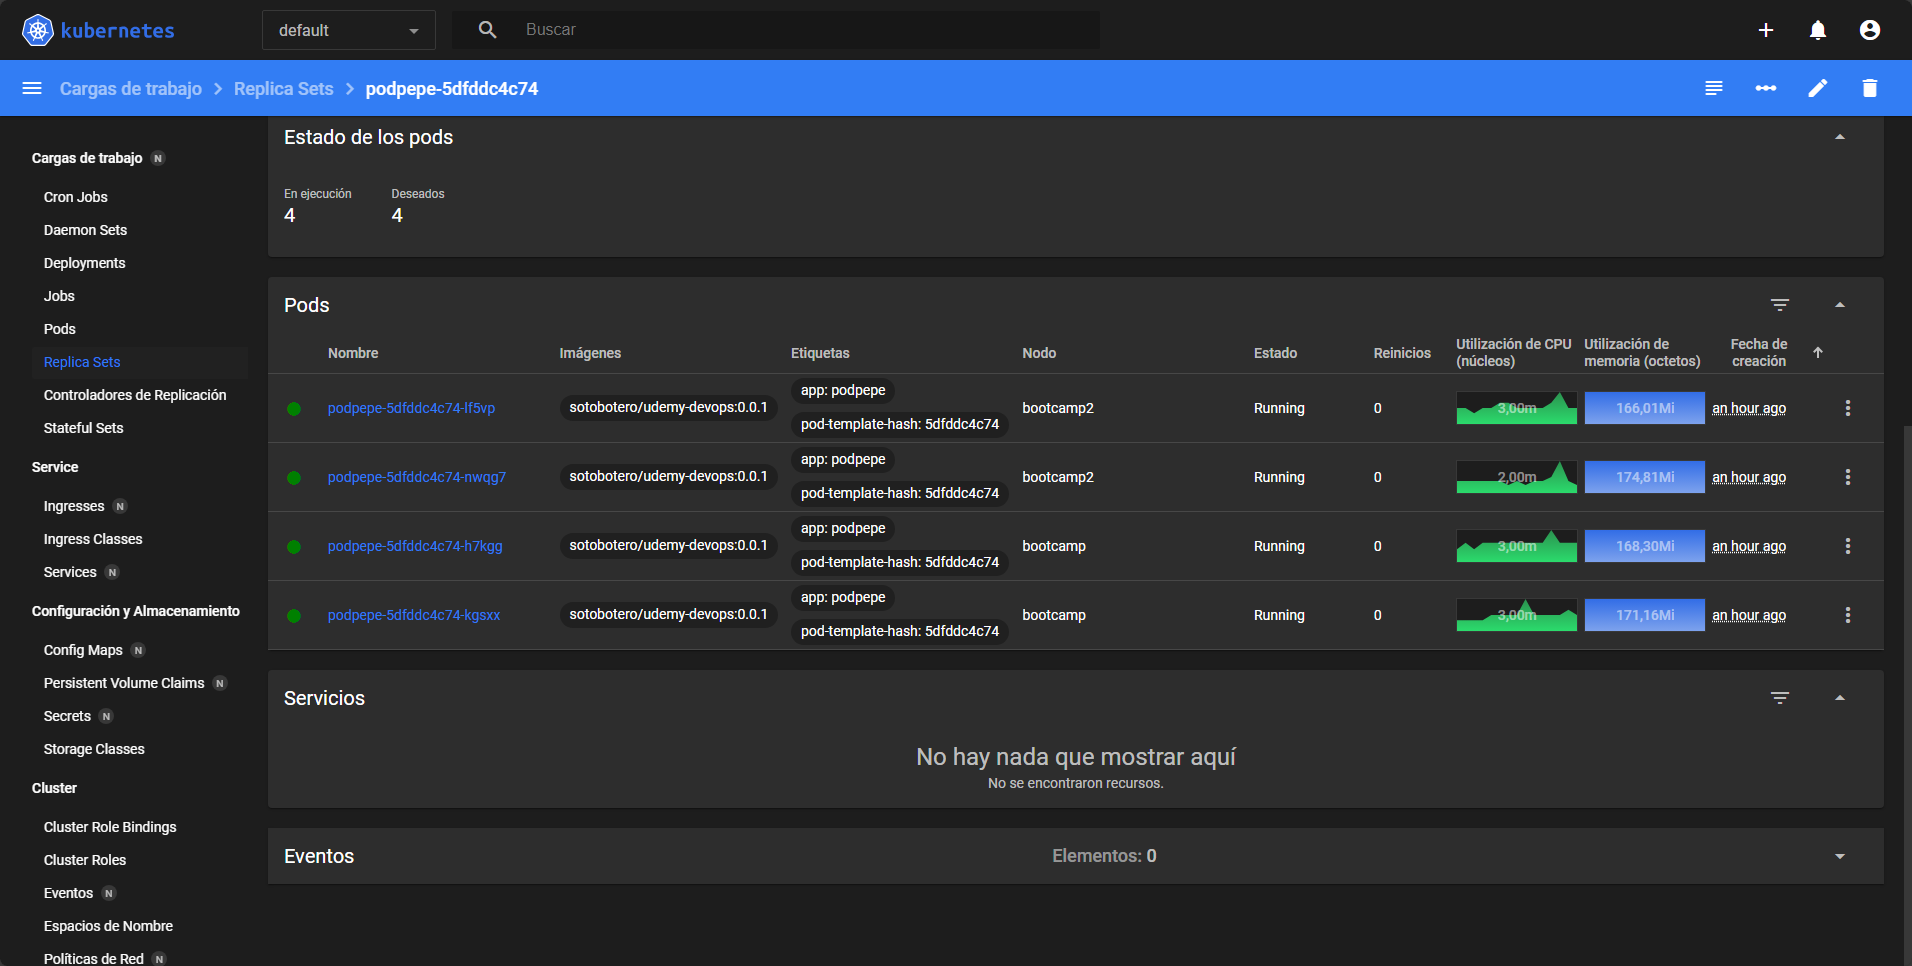 kubernetes
default
Buscar
Cargas de trabajo
Replica Sets
podpepe-5dfddc4c74
Cargas de trabajo N
Cron Jobs
Daemon Sets
Deployments
Jobs
Pods
Replica Sets
Controladores de Replicación
Stateful Sets
Service
Ingresses N
Ingress Classes
Services N
Configuración y Almacenamiento
Config Maps N
Persistent Volume Claims N
Secrets N
Storage Classes
Cluster
Cluster Role Bindings
Cluster Roles
Eventos N
Espacios de Nombre
Políticas de Red N
Estado de los pods
En ejecución Deseados
4 4
Pods
Nombre Imágenes Etiquetas Nodo Estado Reinicios Utilización de CPU (núcleos) Utilización de memoria (octetos) Fecha de creación
podpepe-5dfddc4c74-lf5vp sotobotero/udemy-devops:0.0.1 app: podpepe pod-template-hash: 5dfddc4c74 bootcamp2 Running 0 3,00m 166,01Mi an hour ago
podpepe-5dfddc4c74-nwqg7 sotobotero/udemy-devops:0.0.1 app: podpepe pod-template-hash: 5dfddc4c74 bootcamp2 Running 0 2,00m 174,81Mi an hour ago
podpepe-5dfddc4c74-h7kgg sotobotero/udemy-devops:0.0.1 app: podpepe pod-template-hash: 5dfddc4c74 bootcamp Running 0 3,00m 168,30Mi an hour ago
podpepe-5dfddc4c74-kgsxx sotobotero/udemy-devops:0.0.1 app: podpepe pod-template-hash: 5dfddc4c74 bootcamp Running 0 3,00m 171,16Mi an hour ago
Servicios
No hay nada que mostrar aquí
No se encontraron recursos.
Eventos Elementos: 0